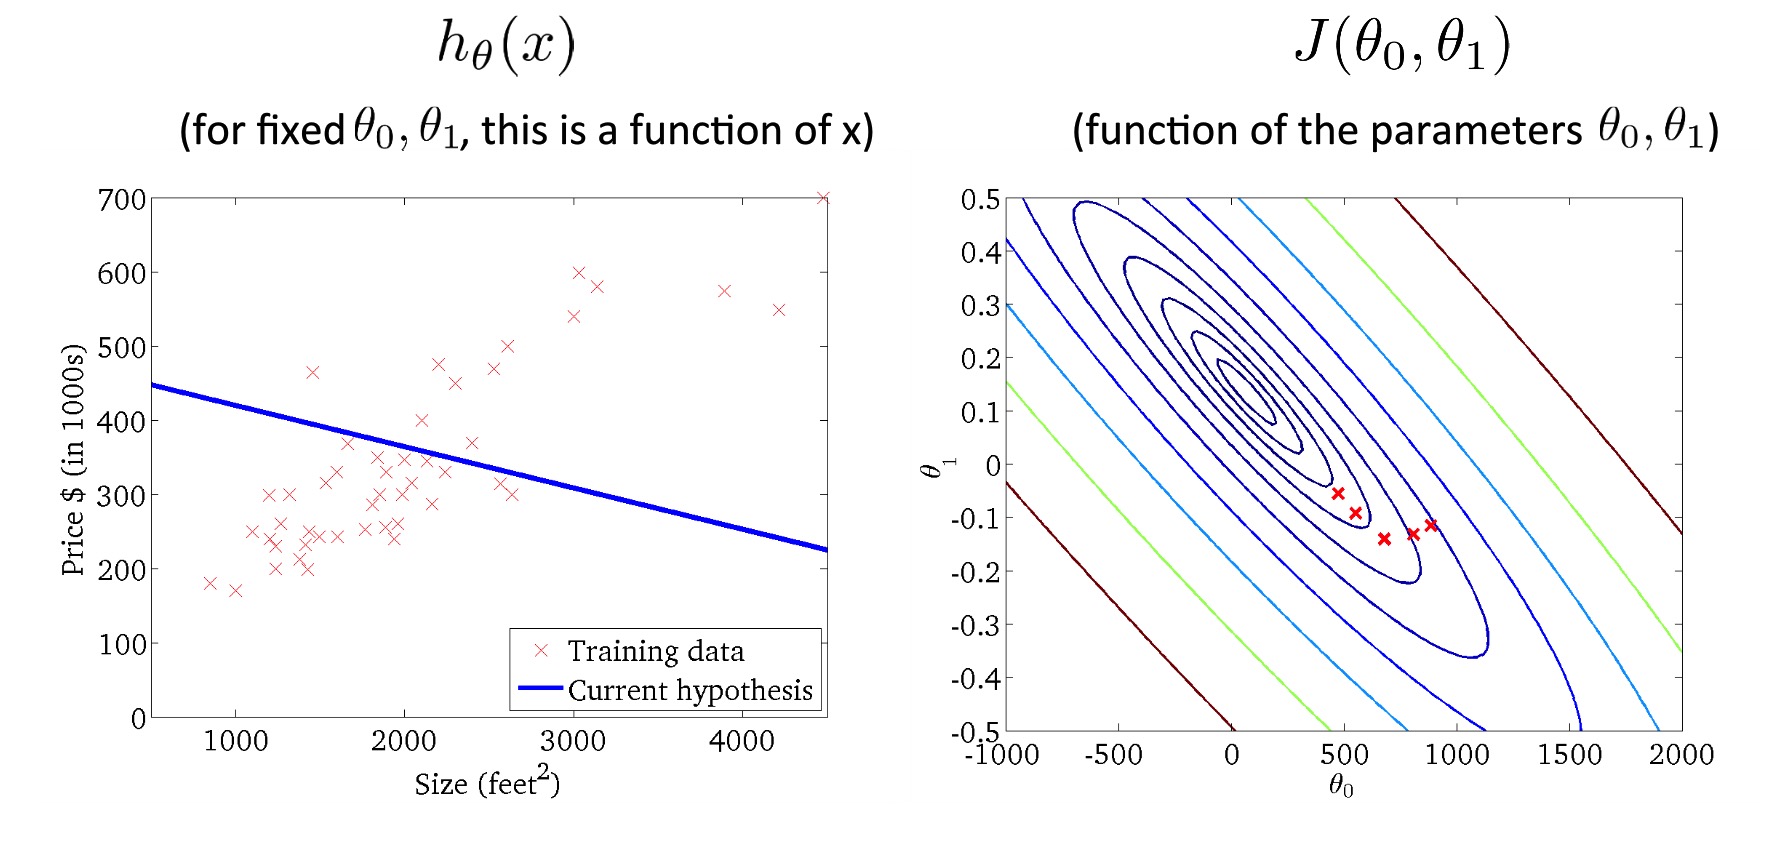 hθ(x)
(for fixed θ0, θ1, this is a function of x)
700
600
500
400
300
200
100
0
Price $ (in 1000s)
1000 2000 3000 4000
Size (feet²)
Training data
Current hypothesis
J(θ0, θ1)
(function of the parameters θ0, θ1)
0.5
0.4
0.3
0.2
0.1
0
-0.1
-0.2
-0.3
-0.4
-0.5
θ1
-1000 -500 0 500 1000 1500 2000
θ0